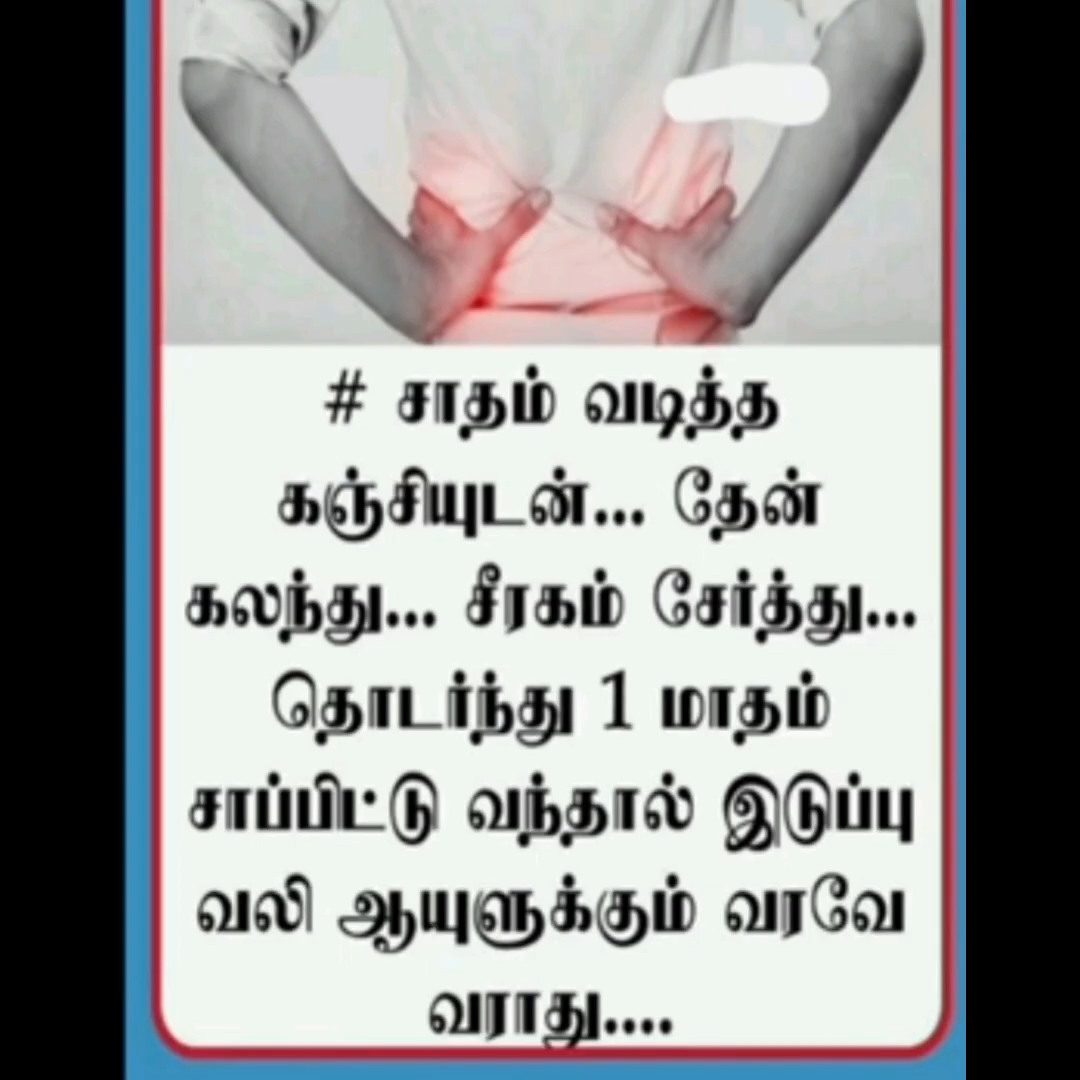 # சாதம் வடித்த
கஞ்சியுடன்... தேன்
கலந்து... சீரகம் சேர்த்து...
தொடர்ந்து 1 மாதம்
சாப்பிட்டு வந்தால் இடுப்பு
வலி ஆயுளுக்கும் வரவே
வராது....